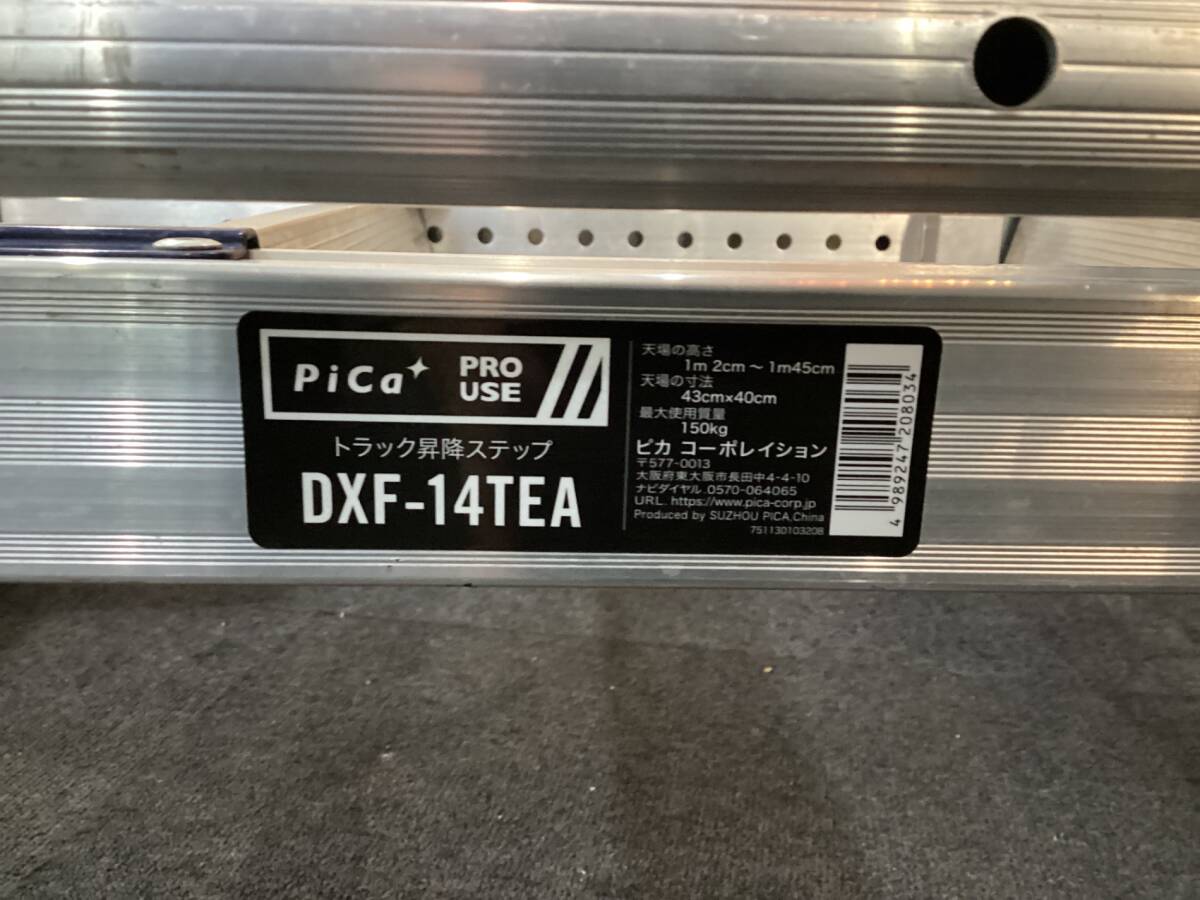 PiCa PRO
USE
トラック昇降ステップ
DXF-14TEA
天場の高さ
1m 2cm～1m45cm
天場の寸法
43cm×40cm
最大使用質量
150kg
ピカ コーポレイション
〒577-0013
大阪府東大阪市長田中4-4-10
ナビダイヤル.0570-064065
URL. https://www.pica-corp.jp
Produced by SUZHOU PICA,China
751130103208
4 989247 208034